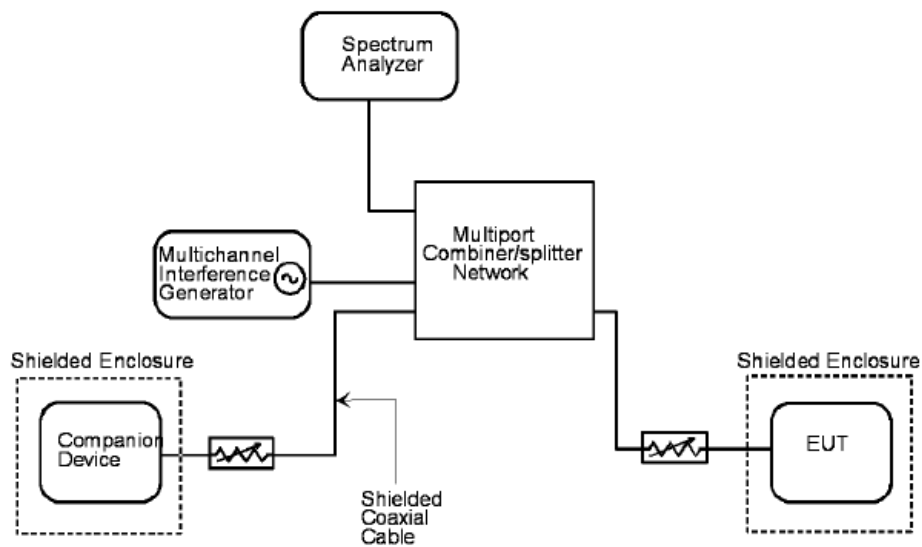 Spectrum
Analyzer
Multiport
Combiner/splitter
Network
Multichannel
Interference
Generator
Shielded Enclosure
Companion
Device
Shielded
Coaxial
Cable
Shielded Enclosure
EUT